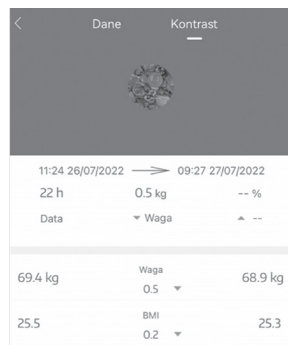 Dane Kontrast
11:24 26/07/2022 09:27 27/07/2022
22 h 0.5 kg -- %
Data ▼ Waga ▲ --
Waga
69.4 kg 0.5 ▼ 68.9 kg
BMI
25.5 0.2 ▼ 25.3